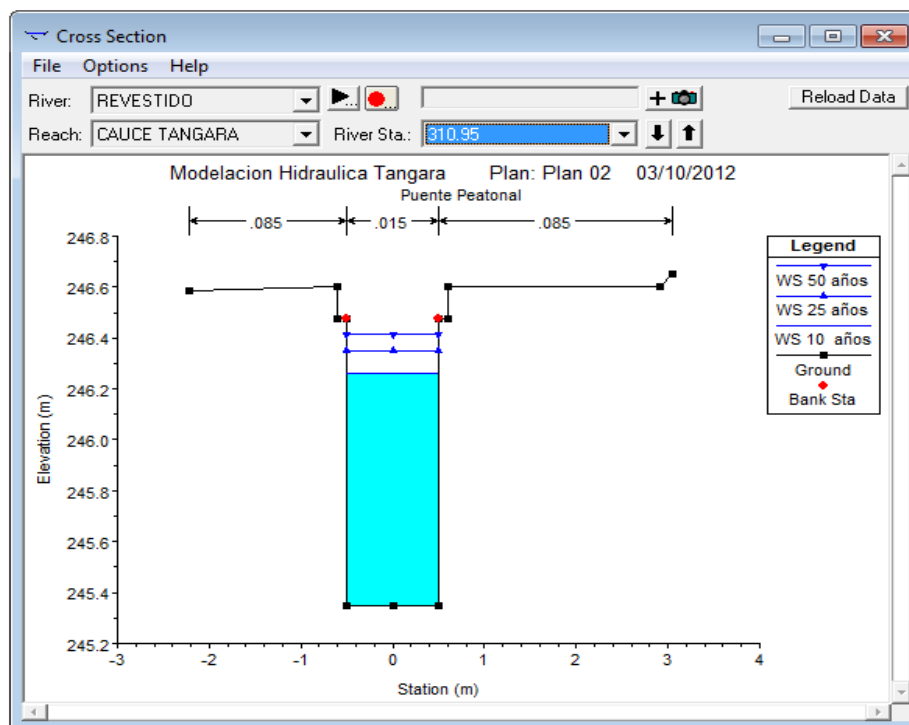 Cross Section
File Options Help
River: REVESTIDO Reload Data
Reach: CAUCE TANGARA River Sta.: 310.95
Modelacion Hidraulica Tangara Plan: Plan 02 03/10/2012
Puente Peatonal
.085 .015 .085
246.8
246.6
246.4
246.2
246.0
245.8
245.6
245.4
245.2
Elevation (m)
-3 -2 -1 0 1 2 3 4
Station (m)
Legend
WS 50 años
WS 25 años
WS 10 años
Ground
Bank Sta